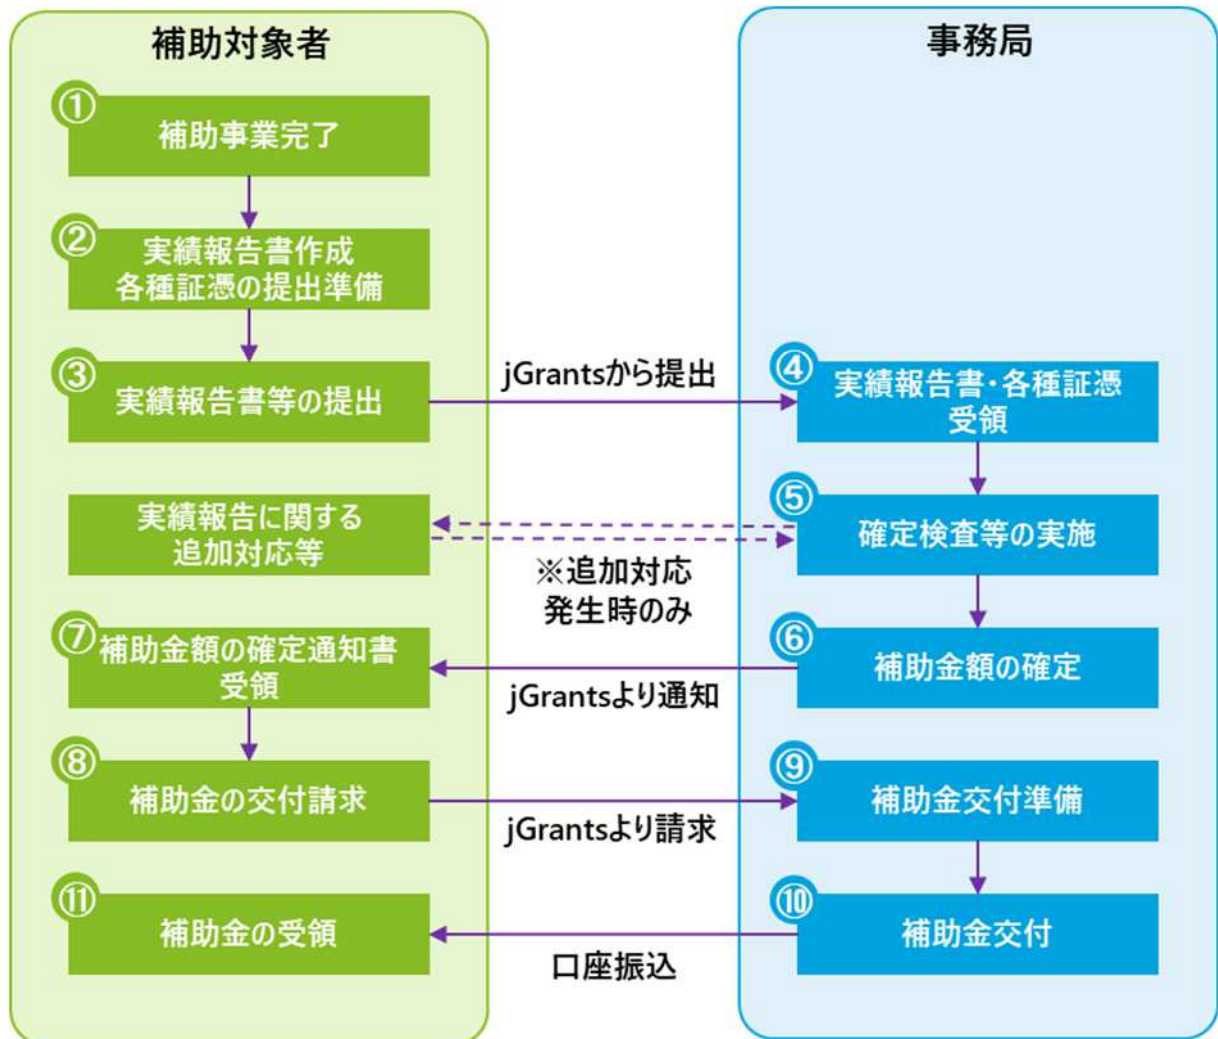 補助対象者
事務局
①
補助事業完了
②
実績報告書作成
各種証憑の提出準備
③
実績報告書等の提出
jGrantsから提出
④
実績報告書・各種証憑
受領
実績報告に関する
追加対応等
※追加対応
発生時のみ
⑤
確定検査等の実施
⑥
補助金額の確定
⑦
補助金額の確定通知書
受領
jGrantsより通知
⑧
補助金の交付請求
jGrantsより請求
⑨
補助金交付準備
⑩
補助金交付
⑪
補助金の受領
口座振込